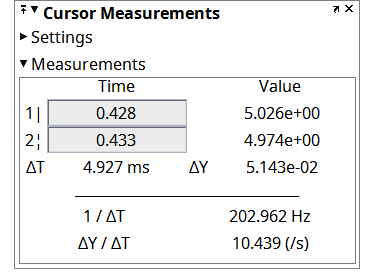 Cursor Measurements
Settings
Measurements
Time Value
1| 0.428 5.026e+00
2¦ 0.433 4.974e+00
ΔT 4.927 ms ΔY 5.143e-02
1 / ΔT 202.962 Hz
ΔY / ΔT 10.439 (/s)